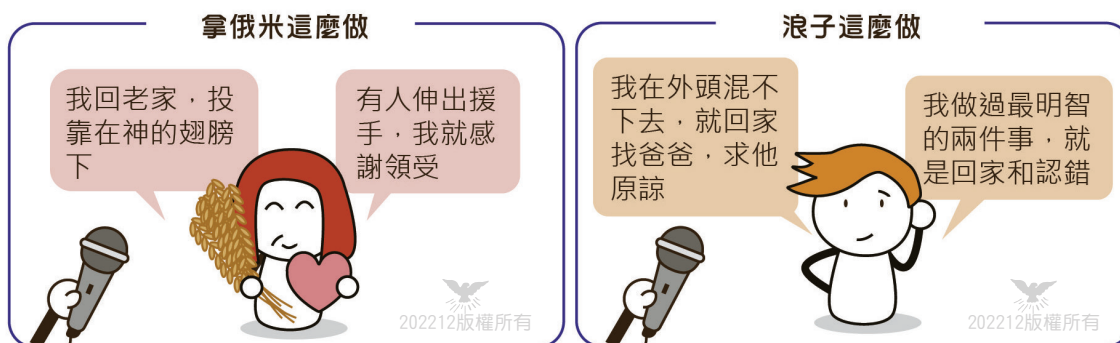 拿俄米這麼做
我回老家，投
靠在神的翅膀
下
有人伸出援
手，我就感
謝領受
202212版權所有
浪子這麼做
我在外頭混不
下去，就回家
找爸爸，求他
原諒
我做過最明智
的兩件事，就
是回家和認錯
202212版權所有